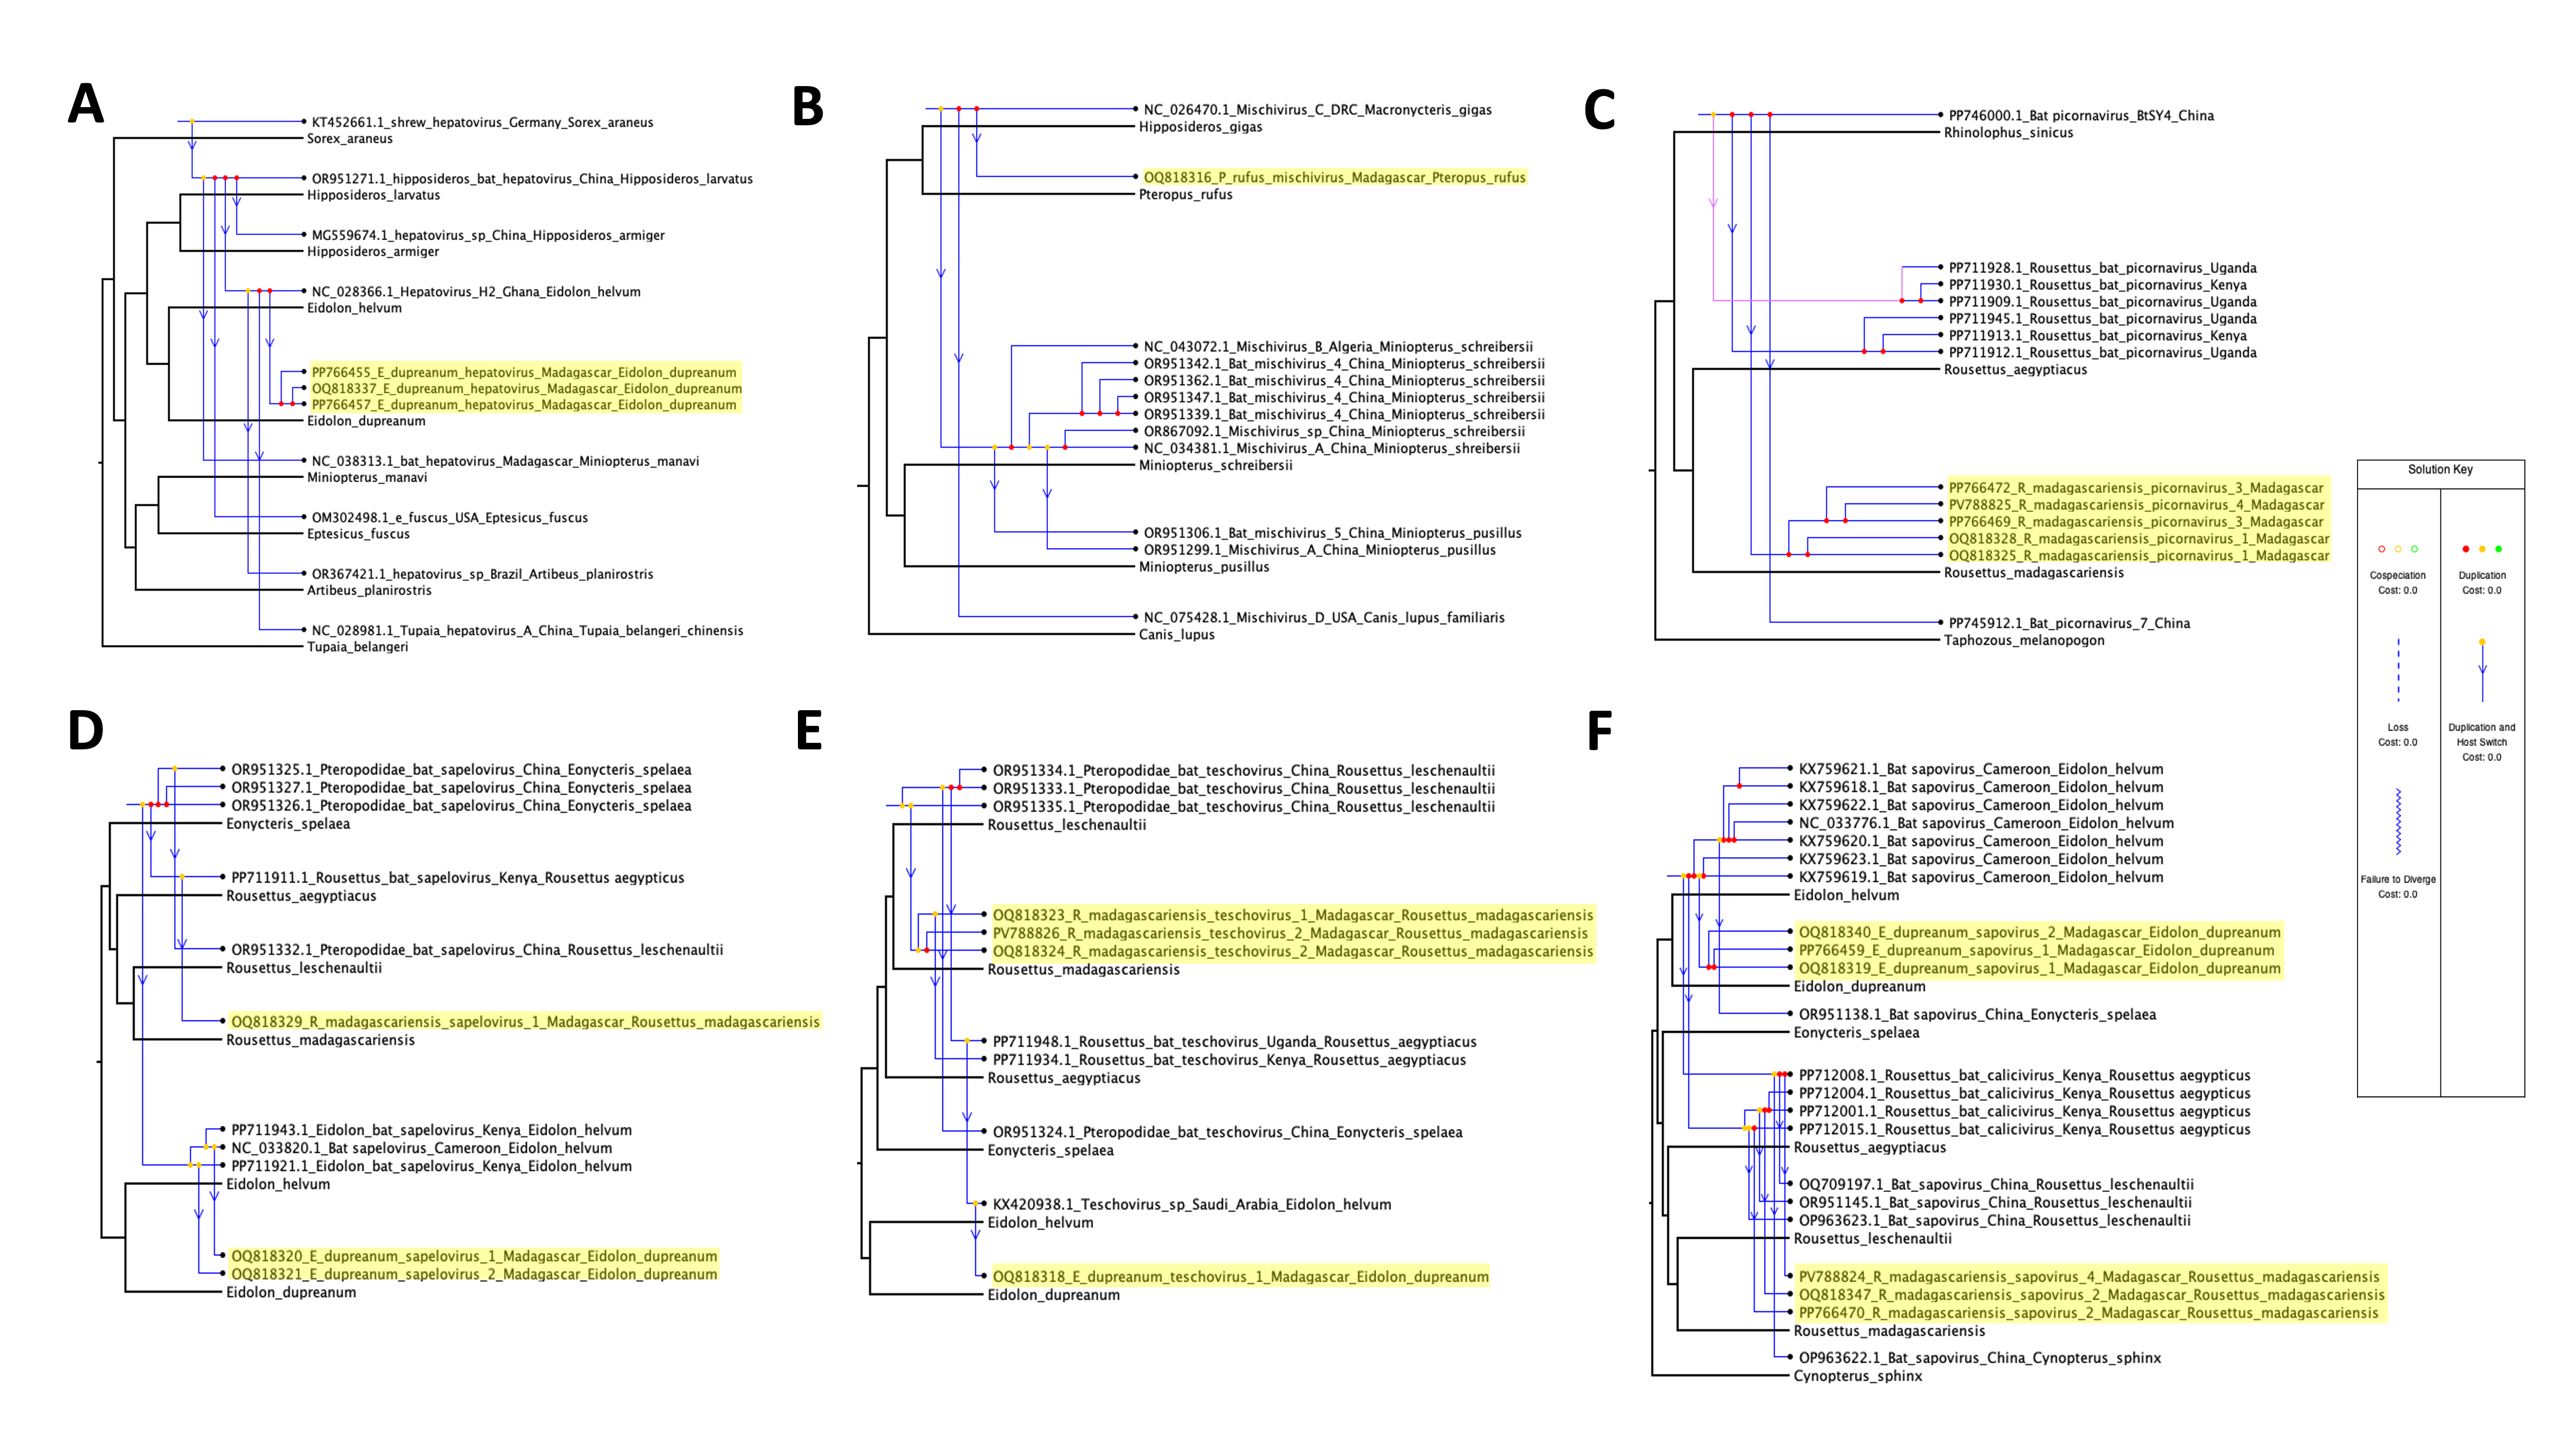 A
KT452661.1_shrew_hepatovirus_Germany_Sorex_araneus
Sorex_araneus
OR951271.1_hipposideros_bat_hepatovirus_China_Hipposideros_larvatus
Hipposideros_larvatus
MG559674.1_hepatovirus_sp_China_Hipposideros_armiger
Hipposideros_armiger
NC_028366.1_Hepatovirus_H2_Ghana_Eidolon_helvum
Eidolon_helvum
PP766455_E_dupreanum_hepatovirus_Madagascar_Eidolon_dupreanum
OQ818337_E_dupreanum_hepatovirus_Madagascar_Eidolon_dupreanum
PP766457_E_dupreanum_hepatovirus_Madagascar_Eidolon_dupreanum
Eidolon_dupreanum
NC_038313.1_bat_hepatovirus_Madagascar_Miniopterus_manavi
Miniopterus_manavi
OM302498.1_e_fuscus_USA_Eptesicus_fuscus
Eptesicus_fuscus
OR367421.1_hepatovirus_sp_Brazil_Artibeus_planirostris
Artibeus_planirostris
NC_028981.1_Tupaia_hepatovirus_A_China_Tupaia_belangeri_chinensis
Tupaia_belangeri
B
NC_026470.1_Mischivirus_C_DRC_Macronycteris_gigas
Hipposideros_gigas
OQ818316_P_rufus_mischivirus_Madagascar_Pteropus_rufus
Pteropus_rufus
NC_043072.1_Mischivirus_B_Algeria_Miniopterus_schreibersii
OR951342.1_Bat_mischivirus_4_China_Miniopterus_schreibersii
OR951362.1_Bat_mischivirus_4_China_Miniopterus_schreibersii
OR951347.1_Bat_mischivirus_4_China_Miniopterus_schreibersii
OR951339.1_Bat_mischivirus_4_China_Miniopterus_schreibersii
OR867092.1_Mischivirus_sp_China_Miniopterus_schreibersii
NC_034381.1_Mischivirus_A_China_Miniopterus_shreibersii
Miniopterus_schreibersii
OR951306.1_Bat_mischivirus_5_China_Miniopterus_pusillus
OR951299.1_Mischivirus_A_China_Miniopterus_pusillus
Miniopterus_pusillus
NC_075428.1_Mischivirus_D_USA_Canis_lupus_familiaris
Canis_lupus
C
PP746000.1_Bat picornavirus_BtSY4_China
Rhinolophus_sinicus
PP711928.1_Rousettus_bat_picornavirus_Uganda
PP711930.1_Rousettus_bat_picornavirus_Kenya
PP711909.1_Rousettus_bat_picornavirus_Uganda
PP711945.1_Rousettus_bat_picornavirus_Uganda
PP711913.1_Rousettus_bat_picornavirus_Kenya
PP711912.1_Rousettus_bat_picornavirus_Uganda
Rousettus_aegyptiacus
PP766472_R_madagascariensis_picornavirus_3_Madagascar
PV788825_R_madagascariensis_picornavirus_4_Madagascar
PP766469_R_madagascariensis_picornavirus_3_Madagascar
OQ818328_R_madagascariensis_picornavirus_1_Madagascar
OQ818325_R_madagascariensis_picornavirus_1_Madagascar
Rousettus_madagascariensis
PP745912.1_Bat_picornavirus_7_China
Taphozous_melanopogon
Solution Key
Cospeciation
Cost: 0.0
Duplication
Cost: 0.0
Loss
Cost: 0.0
Duplication and
Host Switch
Cost: 0.0
Failure to Diverge
Cost: 0.0
D
OR951325.1_Pteropodidae_bat_sapelovirus_China_Eonycteris_spelaea
OR951327.1_Pteropodidae_bat_sapelovirus_China_Eonycteris_spelaea
OR951326.1_Pteropodidae_bat_sapelovirus_China_Eonycteris_spelaea
Eonycteris_spelaea
PP711911.1_Rousettus_bat_sapelovirus_Kenya_Rousettus aegypticus
Rousettus_aegyptiacus
OR951332.1_Pteropodidae_bat_sapelovirus_China_Rousettus_leschenaultii
Rousettus_leschenaultii
OQ818329_R_madagascariensis_sapelovirus_1_Madagascar_Rousettus_madagascariensis
Rousettus_madagascariensis
PP711943.1_Eidolon_bat_sapelovirus_Kenya_Eidolon_helvum
NC_033820.1_Bat sapelovirus_Cameroon_Eidolon_helvum
PP711921.1_Eidolon_bat_sapelovirus_Kenya_Eidolon_helvum
Eidolon_helvum
OQ818320_E_dupreanum_sapelovirus_1_Madagascar_Eidolon_dupreanum
OQ818321_E_dupreanum_sapelovirus_2_Madagascar_Eidolon_dupreanum
Eidolon_dupreanum
E
OR951334.1_Pteropodidae_bat_teschovirus_China_Rousettus_leschenaultii
OR951333.1_Pteropodidae_bat_teschovirus_China_Rousettus_leschenaultii
OR951335.1_Pteropodidae_bat_teschovirus_China_Rousettus_leschenaultii
Rousettus_leschenaultii
OQ818323_R_madagascariensis_teschovirus_1_Madagascar_Rousettus_madagascariensis
PV788826_R_madagascariensis_teschovirus_2_Madagascar_Rousettus_madagascariensis
OQ818324_R_madagascariensis_teschovirus_2_Madagascar_Rousettus_madagascariensis
Rousettus_madagascariensis
PP711948.1_Rousettus_bat_teschovirus_Uganda_Rousettus_aegyptiacus
PP711934.1_Rousettus_bat_teschovirus_Kenya_Rousettus_aegyptiacus
Rousettus_aegyptiacus
OR951324.1_Pteropodidae_bat_teschovirus_China_Eonycteris_spelaea
Eonycteris_spelaea
KX420938.1_Teschovirus_sp_Saudi_Arabia_Eidolon_helvum
Eidolon_helvum
OQ818318_E_dupreanum_teschovirus_1_Madagascar_Eidolon_dupreanum
Eidolon_dupreanum
F
KX759621.1_Bat sapovirus_Cameroon_Eidolon_helvum
KX759618.1_Bat sapovirus_Cameroon_Eidolon_helvum
KX759622.1_Bat sapovirus_Cameroon_Eidolon_helvum
NC_033776.1_Bat sapovirus_Cameroon_Eidolon_helvum
KX759620.1_Bat sapovirus_Cameroon_Eidolon_helvum
KX759623.1_Bat sapovirus_Cameroon_Eidolon_helvum
KX759619.1_Bat sapovirus_Cameroon_Eidolon_helvum
Eidolon_helvum
OQ818340_E_dupreanum_sapovirus_2_Madagascar_Eidolon_dupreanum
PP766459_E_dupreanum_sapovirus_1_Madagascar_Eidolon_dupreanum
OQ818319_E_dupreanum_sapovirus_1_Madagascar_Eidolon_dupreanum
Eidolon_dupreanum
OR951138.1_Bat sapovirus_China_Eonycteris_spelaea
Eonycteris_spelaea
PP712008.1_Rousettus_bat_calicivirus_Kenya_Rousettus aegypticus
PP712004.1_Rousettus_bat_calicivirus_Kenya_Rousettus aegypticus
PP712001.1_Rousettus_bat_calicivirus_Kenya_Rousettus aegypticus
PP712015.1_Rousettus_bat_calicivirus_Kenya_Rousettus aegypticus
Rousettus_aegyptiacus
OQ709197.1_Bat_sapovirus_China_Rousettus_leschenaultii
OR951145.1_Bat_sapovirus_China_Rousettus_leschenaultii
OP963623.1_Bat_sapovirus_China_Rousettus_leschenaultii
Rousettus_leschenaultii
PV788824_R_madagascariensis_sapovirus_4_Madagascar_Rousettus_madagascariensis
OQ818347_R_madagascariensis_sapovirus_2_Madagascar_Rousettus_madagascariensis
PP766470_R_madagascariensis_sapovirus_2_Madagascar_Rousettus_madagascariensis
Rousettus_madagascariensis
OP963622.1_Bat_sapovirus_China_Cynopterus_sphinx
Cynopterus_sphinx